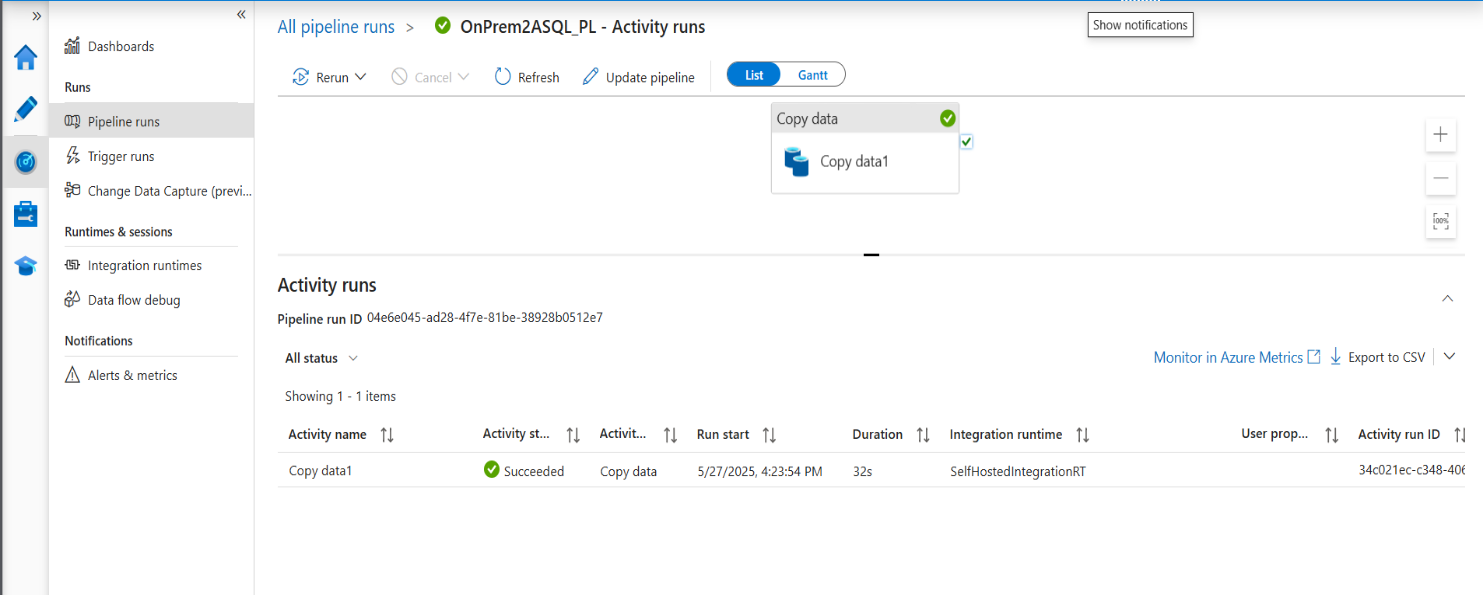 »
«
Dashboards
Runs
Pipeline runs
Trigger runs
Change Data Capture (previ...
Runtimes & sessions
Integration runtimes
Data flow debug
Notifications
Alerts & metrics
All pipeline runs > OnPrem2ASQL_PL - Activity runs
Show notifications
Rerun Cancel Refresh Update pipeline List Gantt
Copy data
Copy data1
100%
Activity runs
Pipeline run ID 04e6e045-ad28-4f7e-81be-38928b0512e7
All status
Monitor in Azure Metrics Export to CSV
Showing 1 - 1 items
Activity name Activity st... Activit... Run start Duration Integration runtime User prop... Activity run ID
Copy data1 Succeeded Copy data 5/27/2025, 4:23:54 PM 32s SelfHostedIntegrationRT 34c021ec-c348-406